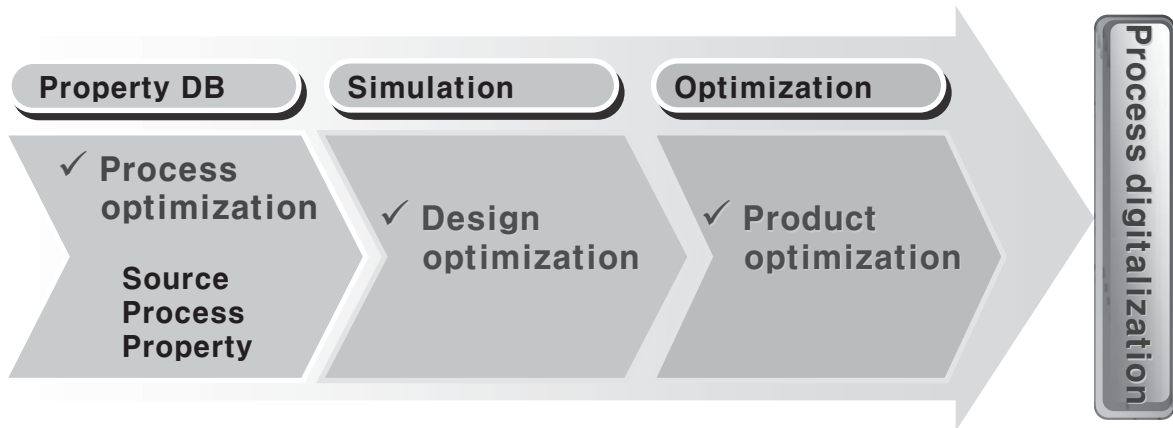 Property DB
Simulation
Optimization
✓ Process
optimization
Source
Process
Property
✓ Design
optimization
✓ Product
optimization
Process digitalization